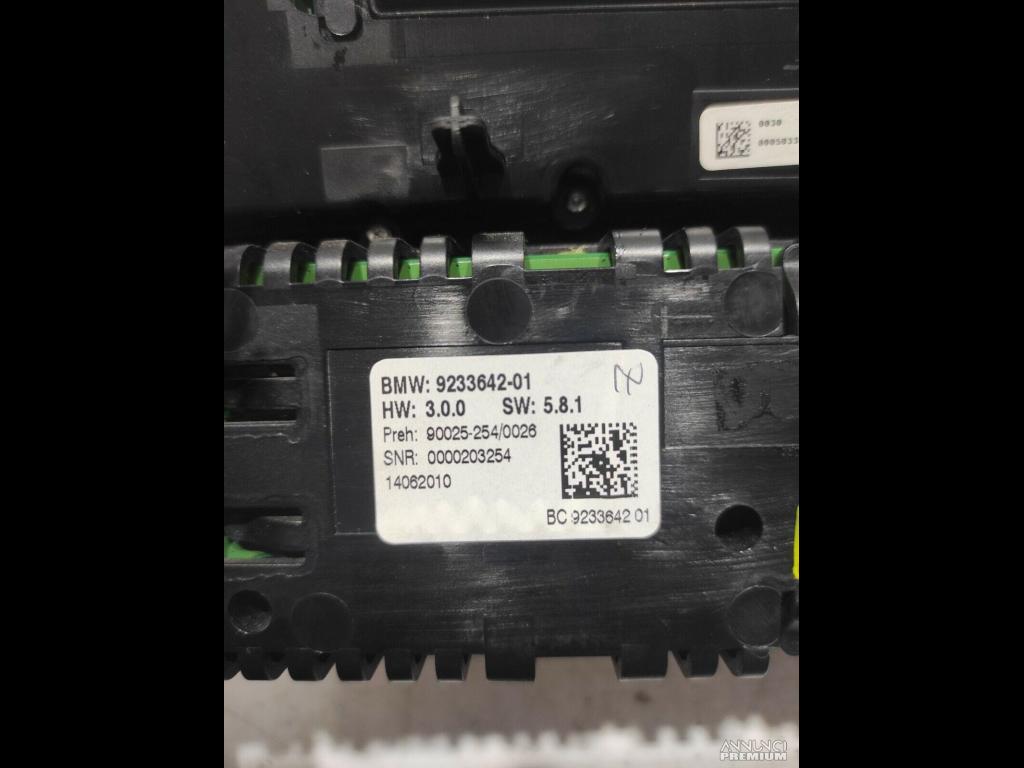 0030
0005033
BMW: 9233642-01
HW: 3.0.0 SW: 5.8.1
Preh: 90025-254/0026
SNR: 0000203254
14062010
BC 9233642 01
ANNUNCI
PREMIUM